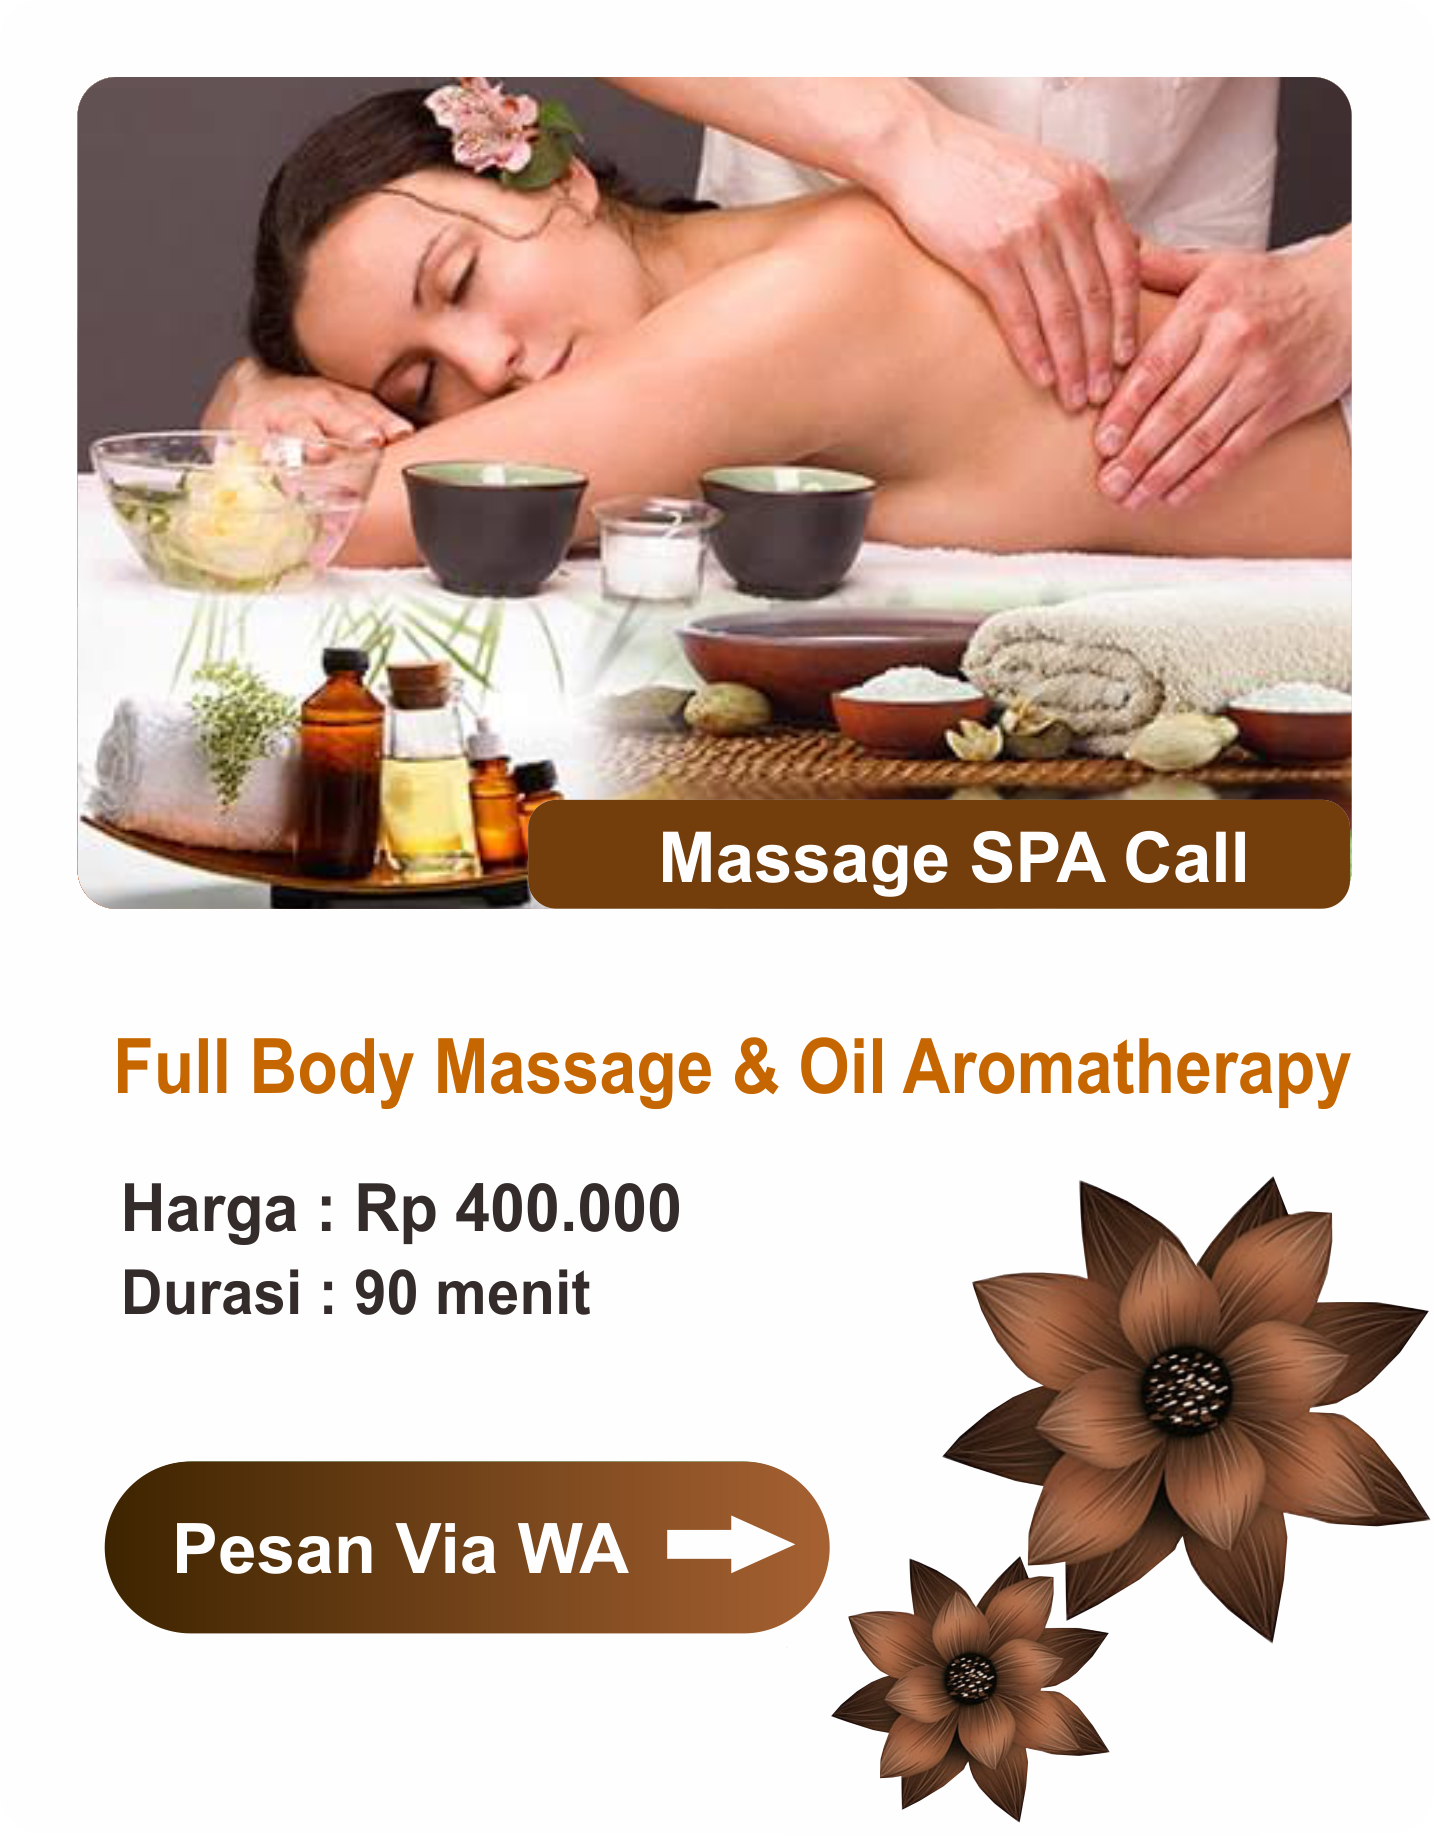 Massage SPA Call
Full Body Massage & Oil Aromatherapy
Harga : Rp 400.000
Durasi : 90 menit
Pesan Via WA